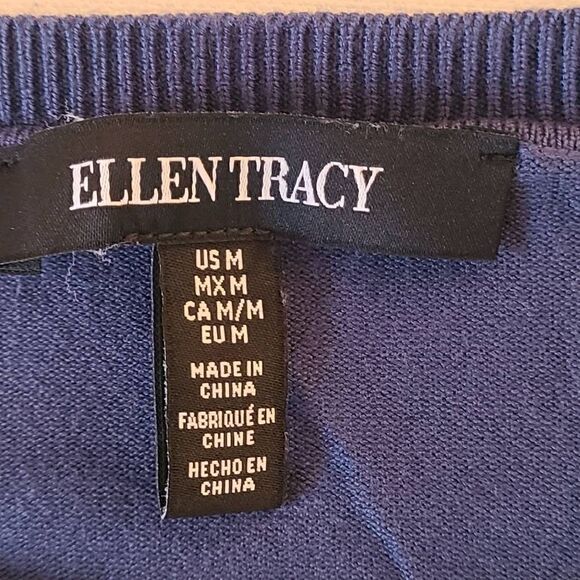 ELLEN TRACY
US M
MX M
CA M/M
EU M
MADE IN
CHINA
FABRIQUÉ EN
CHINE
HECHO EN
CHINA